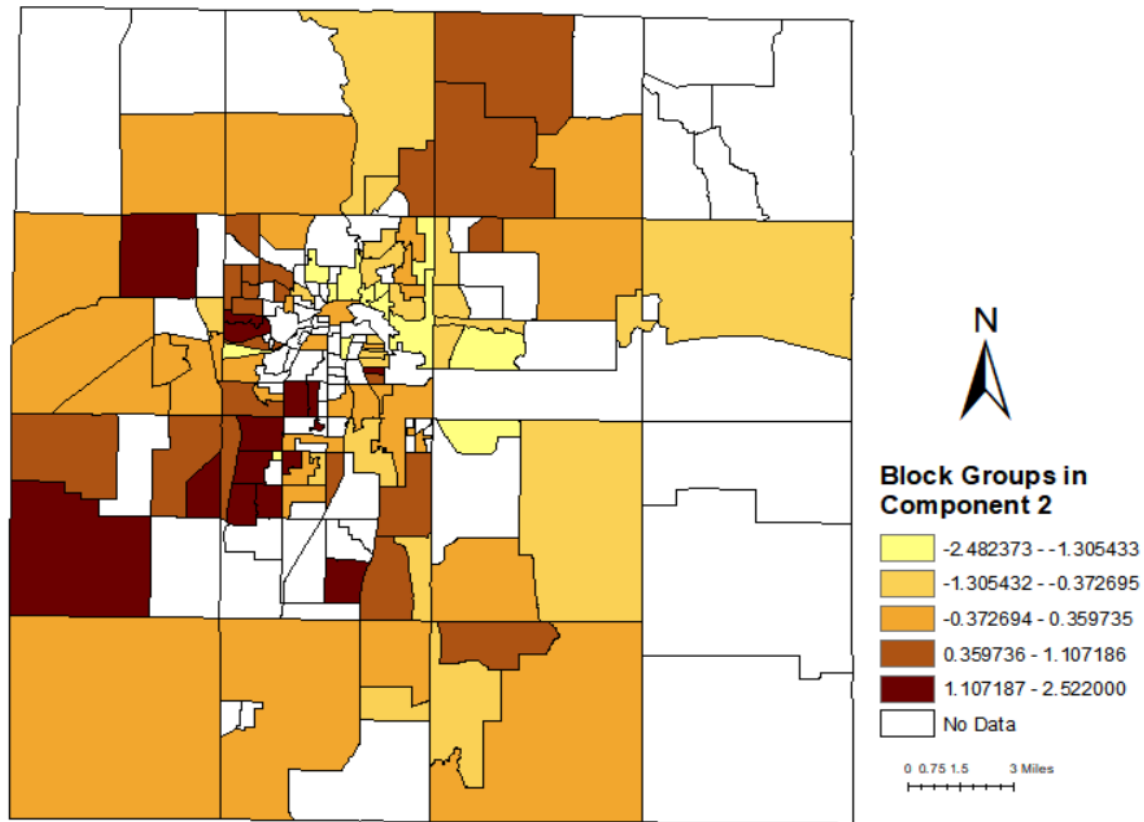 N
Block Groups in
Component 2
-2.482373 - -1.305433
-1.305432 - -0.372695
-0.372694 - 0.359735
0.359736 - 1.107186
1.107187 - 2.522000
No Data
0 0.75 1.5 3 Miles